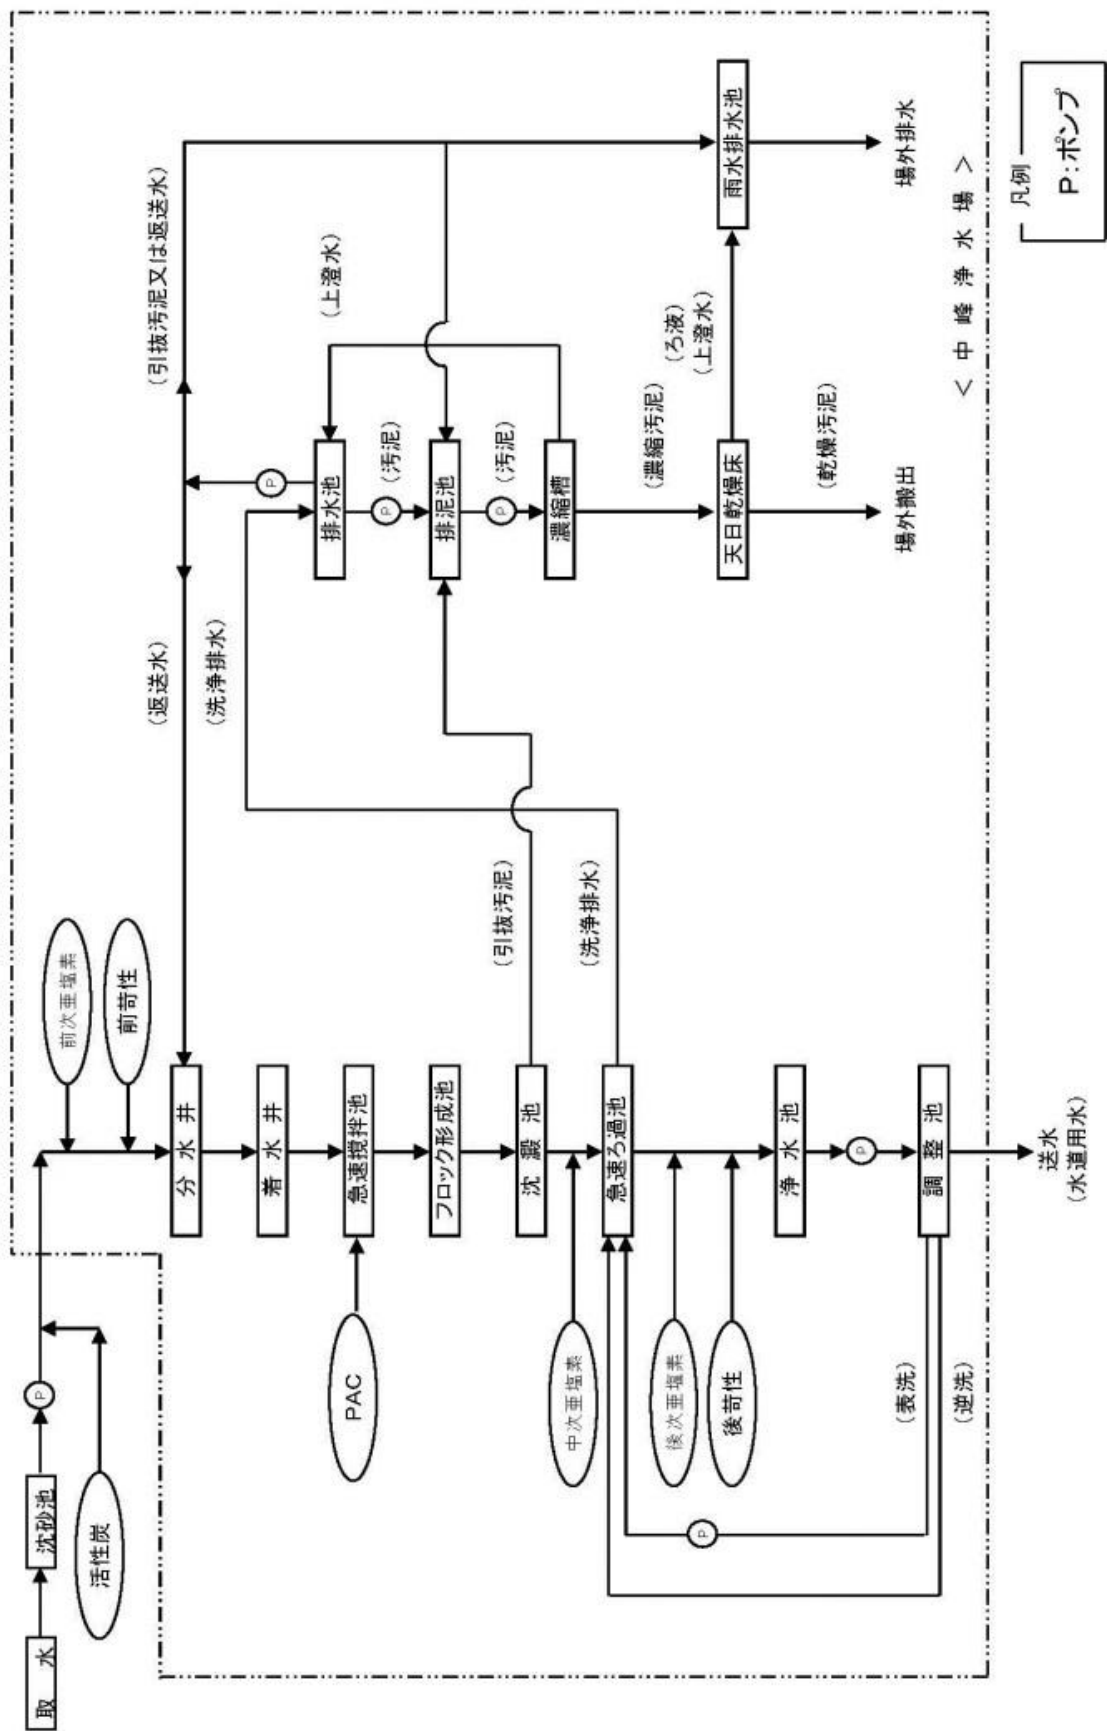 取 水
沈砂池
P
活性炭
前次亜塩素
前苛性
分 水 井
着 水 井
急速攪拌池
PAC
フロック形成池
沈 澱 池
中次亜塩素
急速ろ過池
後次亜塩素
後苛性
浄 水 池
P
調 整 池
(表洗)
P
(逆洗)
送水
(水道用水)
(引抜汚泥)
(洗浄排水)
(返送水)
(洗浄排水)
(引抜汚泥又は返送水)
P
排水池
P
(汚泥)
排泥池
P
(汚泥)
濃縮槽
(上澄水)
(濃縮汚泥)
天日乾燥床
(ろ液)
(上澄水)
雨水排水池
(乾燥汚泥)
場外搬出
場外排水
< 中 峰 浄 水 場 >
凡例
P:ポンプ